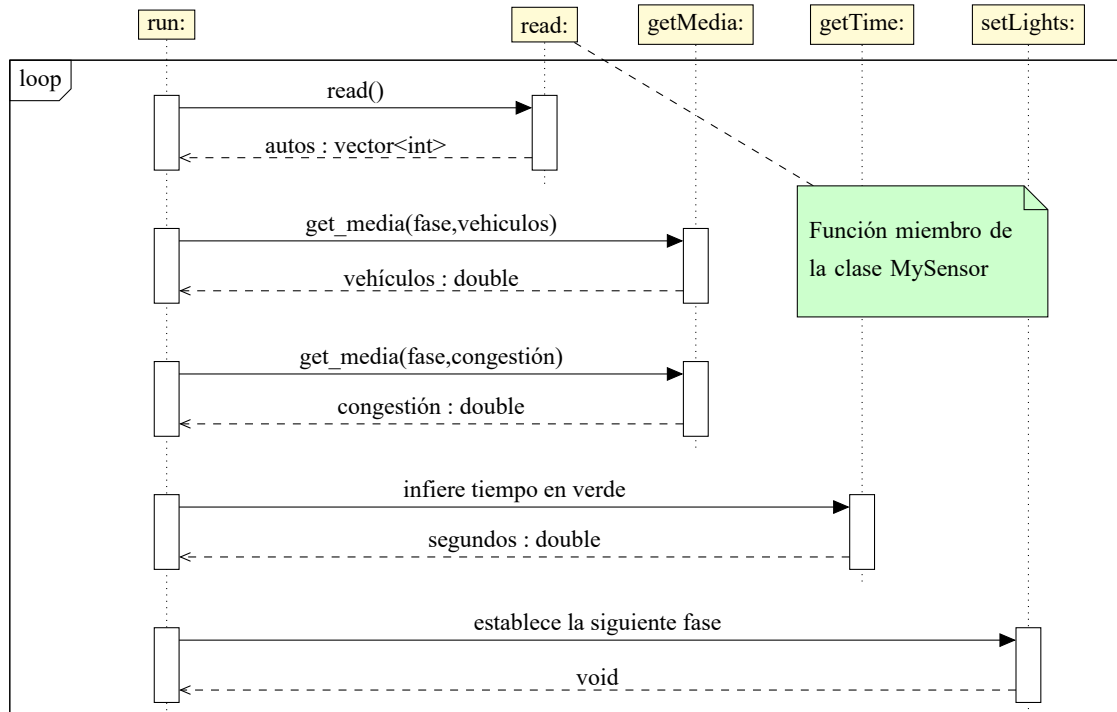 run:
read:
getMedia:
getTime:
setLights:
loop
read()
autos : vector<int>
get_media(fase,vehiculos)
vehículos : double
Función miembro de
la clase MySensor
get_media(fase,congestión)
congestión : double
infiere tiempo en verde
segundos : double
establece la siguiente fase
void